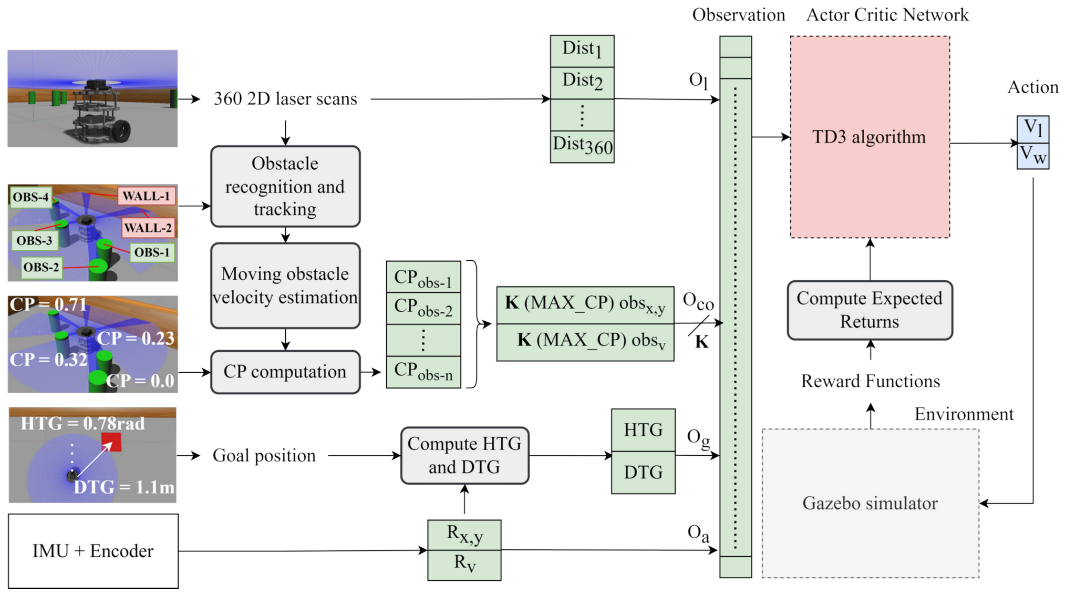 Observation
Actor Critic Network
360 2D laser scans
Dist1
Dist2
Dist360
Ol
TD3 algorithm
Action
Vl
Vw
Obstacle
recognition and
tracking
OBS-4
WALL-1
OBS-3
WALL-2
OBS-1
OBS-2
Moving obstacle
velocity estimation
CPobs-1
CPobs-2
CPobs-n
K (MAX_CP) obsx,y
K (MAX_CP) obsv
Oco
K
Compute Expected
Returns
CP = 0.71
CP = 0.23
CP = 0.32
CP = 0.0
CP computation
Reward Functions
Environment
HTG = 0.78rad
DTG = 1.1m
Goal position
Compute HTG
and DTG
HTG
DTG
Og
Gazebo simulator
IMU + Encoder
Rx,y
Rv
Oa